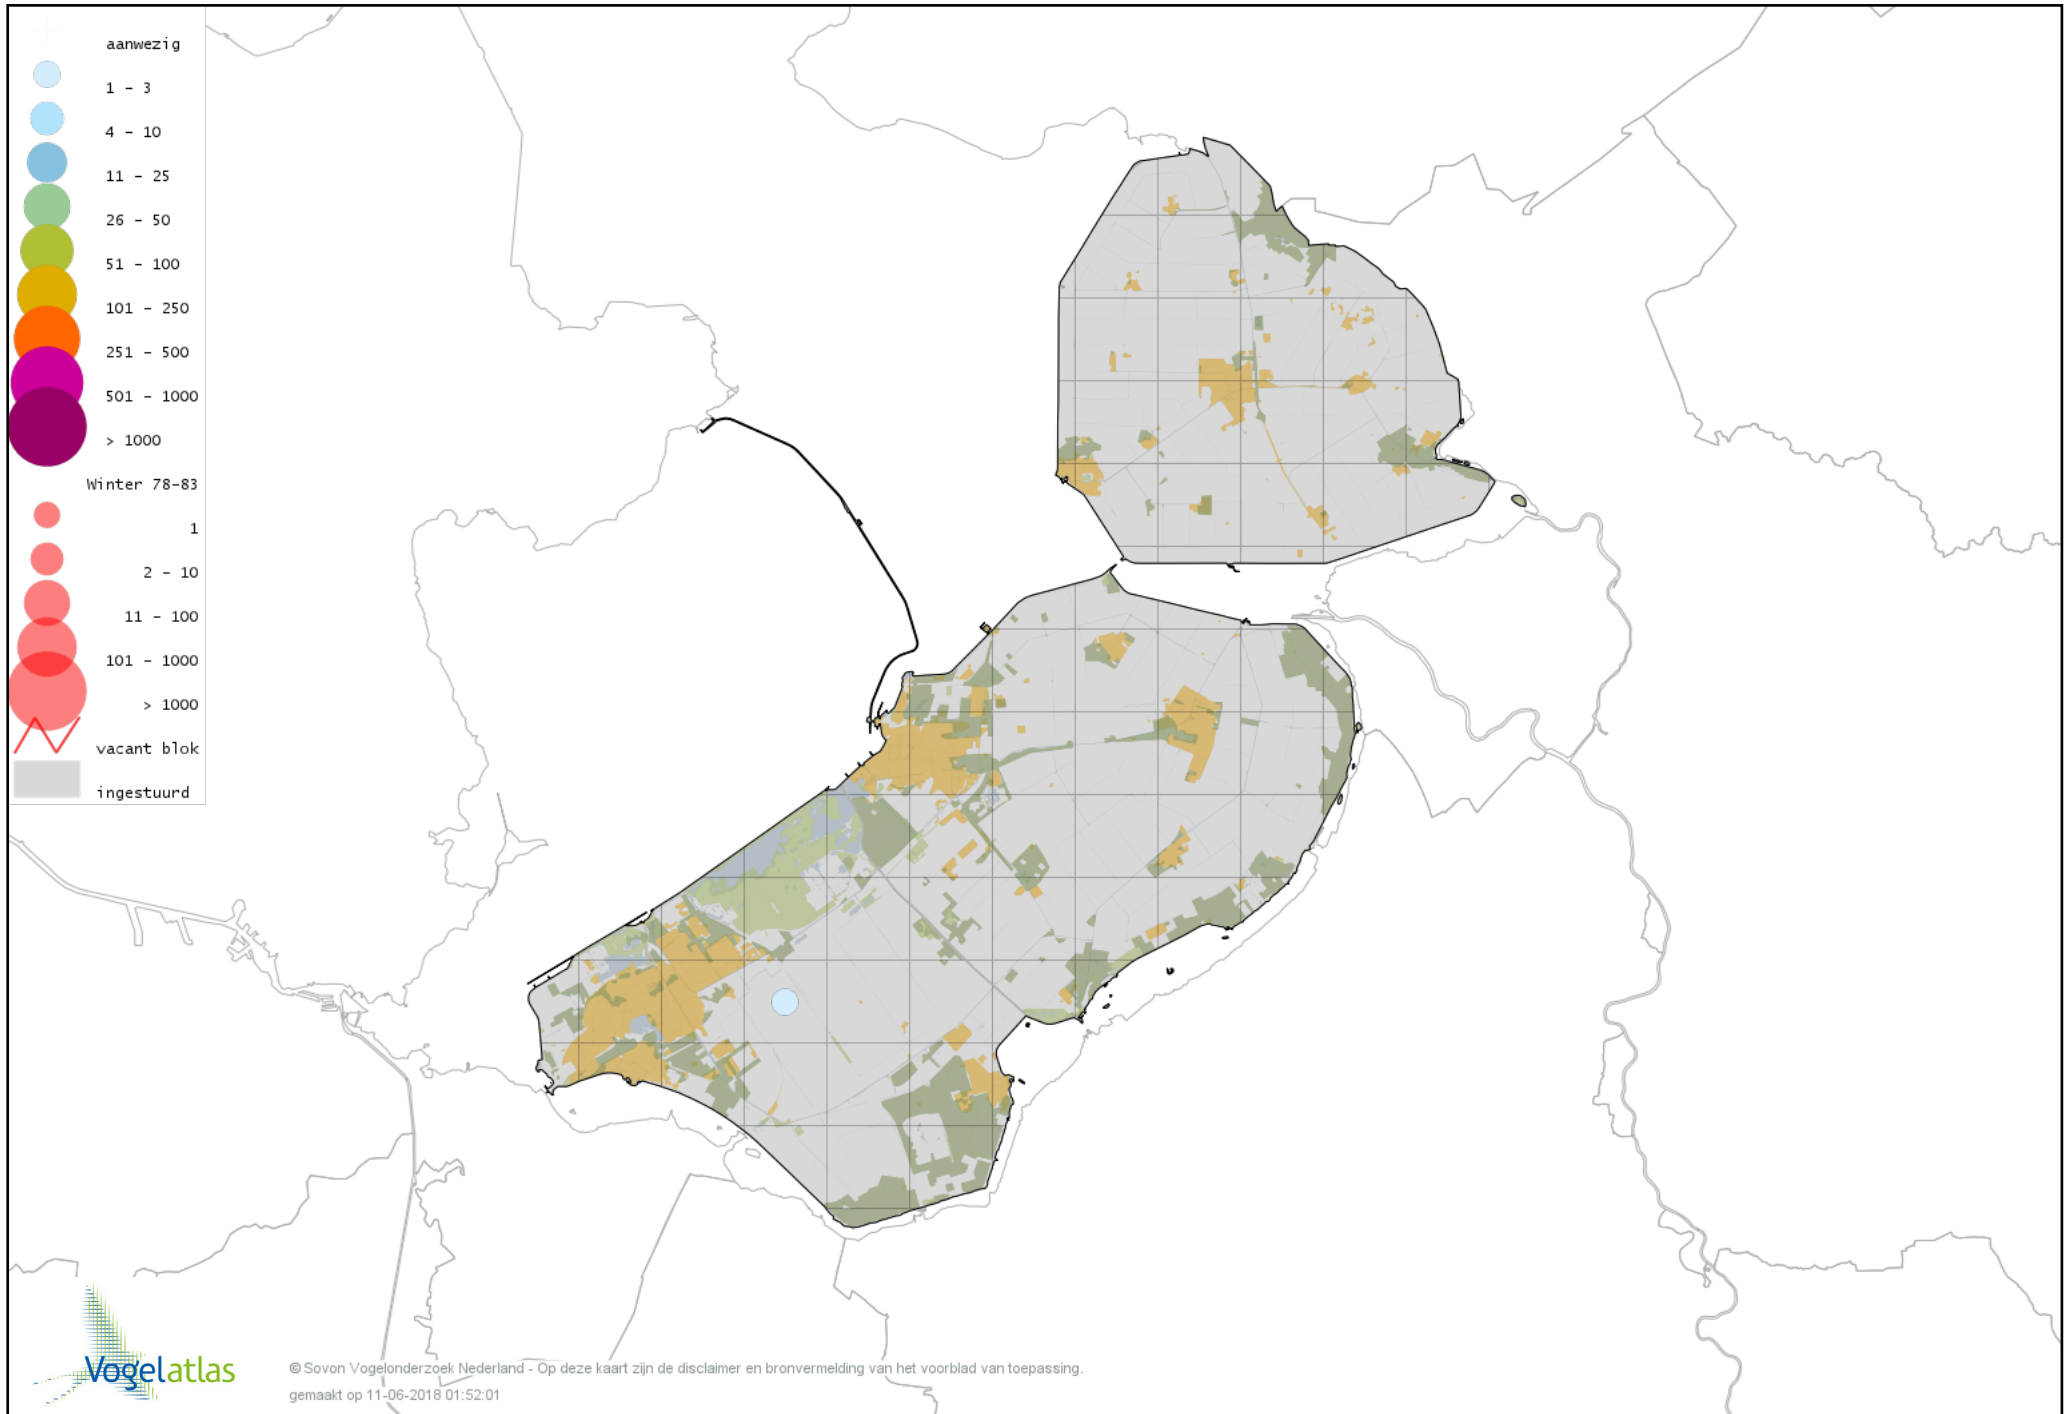 aanwezig
1 - 3
4 - 10
11 - 25
26 - 50
51 - 100
101 - 250
251 - 500
501 - 1000
> 1000
Winter 78-83
1
2 - 10
11 - 100
101 - 1000
> 1000
vacant blok
ingestuurd
Vogelatlas
© Sovon Vogelonderzoek Nederland - Op deze kaart zijn de disclaimer en bronvermelding van het voorblad van toepassing.
gemaakt op 11-06-2018 01:52:01